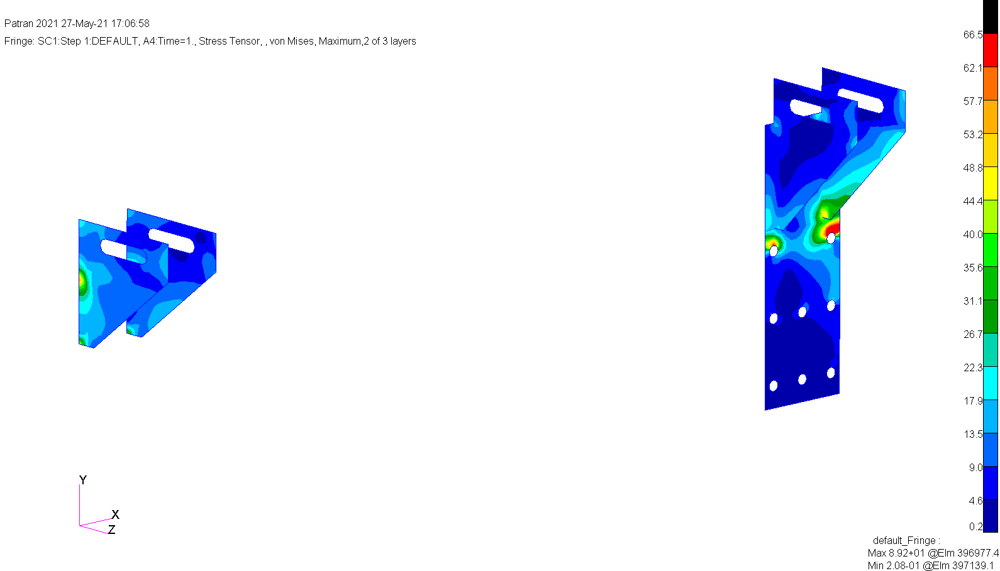 Patran 2021 27-May-21 17:06:58
Fringe: SC1:Step 1:DEFAULT, A4:Time=1., Stress Tensor, , von Mises, Maximum,2 of 3 layers
66.5
62.1
57.7
53.2
48.8
44.4
40.0
35.6
31.1
26.7
22.3
17.9
13.5
9.0
4.6
0.2
Y
X
Z
default_Fringe :
Max 8.92+01 @Elm 396977.4
Min 2.08-01 @Elm 397139.1